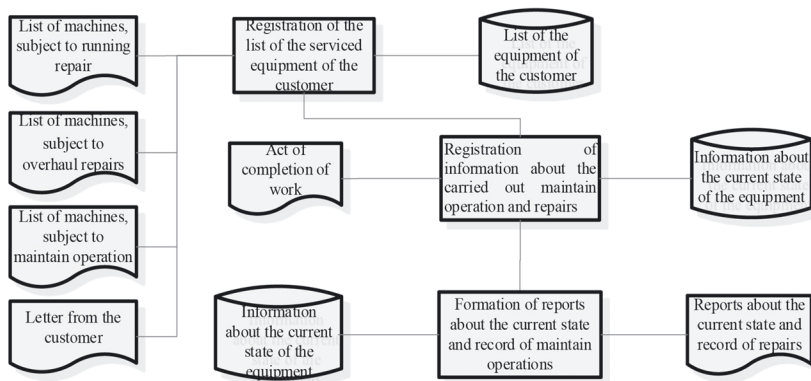 List of machines,
subject to running
repair
Registration of the
list of the serviced
equipment of the
customer
List of the
equipment of
the customer
List of machines,
subject to
overhaul repairs
Act of
completion of
work
Registration of
information about the
carried out maintain
operation and repairs
Information about
the current state
of the equipment
List of machines,
subject to
maintain operation
Letter from the
customer
Information
about the current
state of the
equipment
Formation of reports
about the current state
and record of maintain
operations
Reports about the
current state and
record of repairs